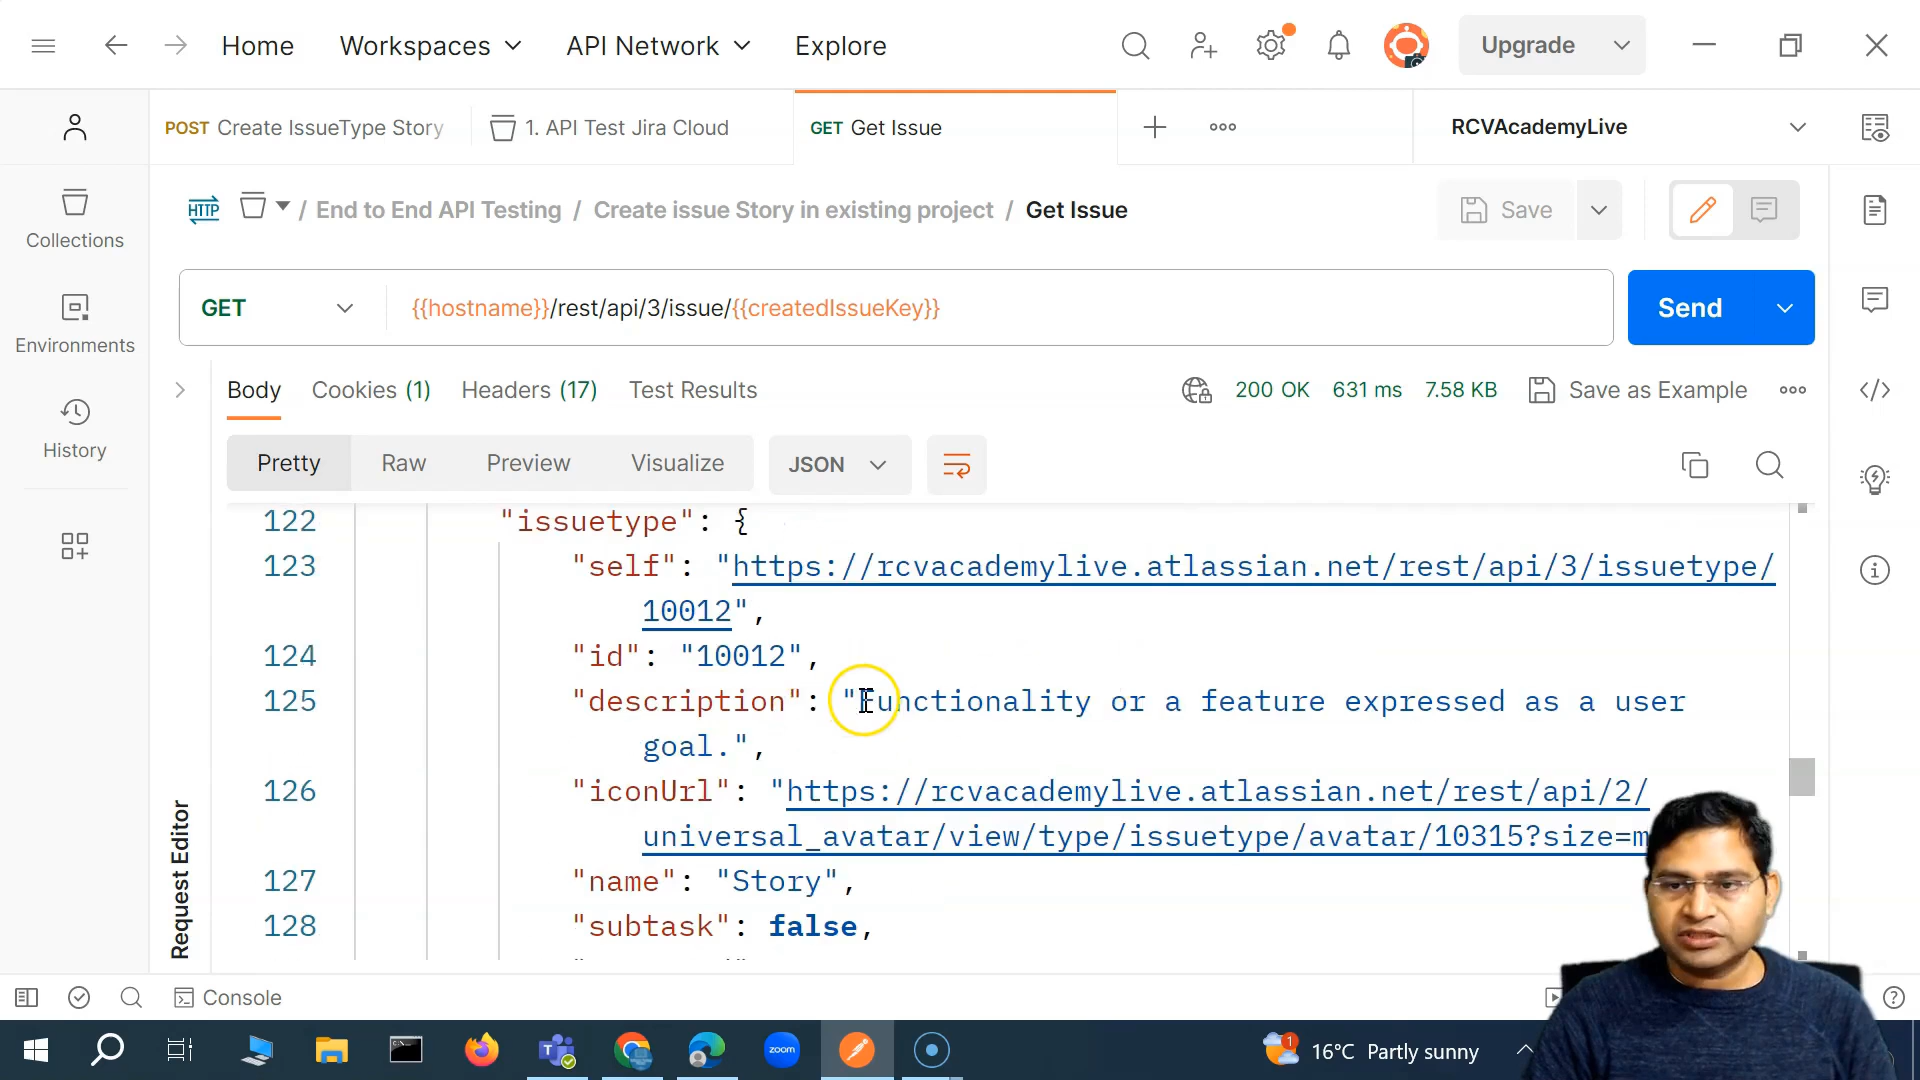 Home Workspaces API Network Explore Upgrade
POST Create IssueType Story 1. API Test Jira Cloud GET Get Issue RCVAcademyLive
HTTP / End to End API Testing / Create issue Story in existing project / Get Issue Save
Collections
GET {{hostname}}/rest/api/3/issue/{{createdIssueKey}} Send
Environments
Body Cookies (1) Headers (17) Test Results 200 OK 631 ms 7.58 KB Save as Example
History
Pretty Raw Preview Visualize JSON
122 "issuetype": {
123 "self": "https://rcvacademylive.atlassian.net/rest/api/3/issuetype/
10012",
124 "id": "10012",
125 "description": "Functionality or a feature expressed as a user
goal.",
126 "iconUrl": "https://rcvacademylive.atlassian.net/rest/api/2/
universal_avatar/view/type/issuetype/avatar/10315?size=m
127 "name": "Story",
128 "subtask": false,
Request Editor
Console
zoom 1 16°C Partly sunny